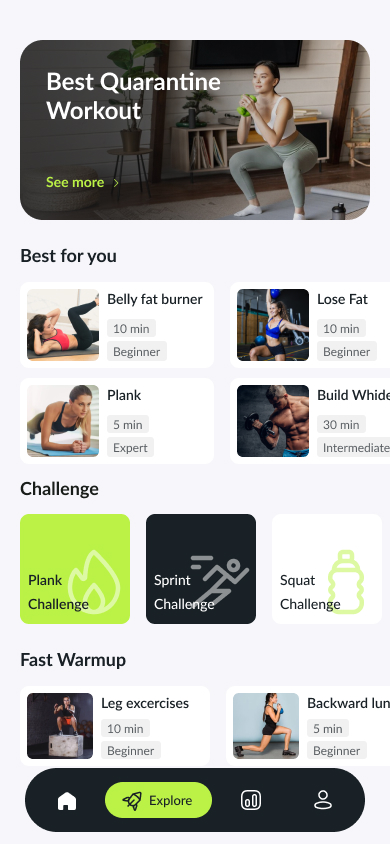 Best Quarantine
Workout
See more
Best for you
Belly fat burner
10 min
Beginner
Lose Fat
10 min
Beginner
Plank
5 min
Expert
Build Whide
30 min
Intermediate
Challenge
Plank
Challenge
Sprint
Challenge
Squat
Challenge
Fast Warmup
Leg excercises
10 min
Beginner
Backward lun
5 min
Beginner
Explore